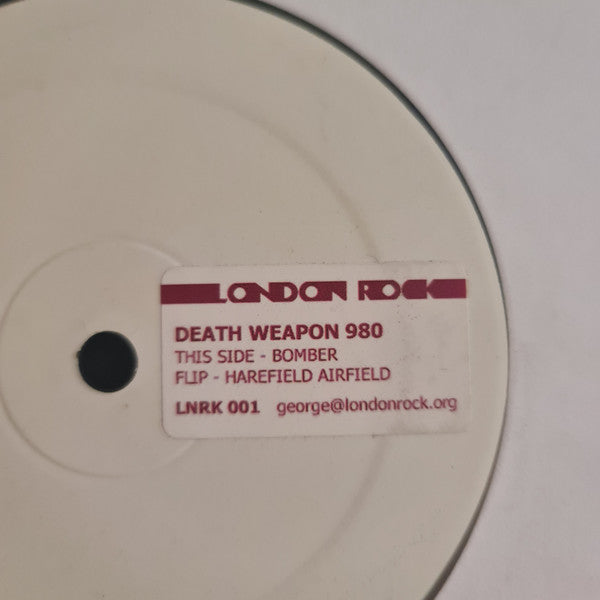 LONDON ROCK
DEATH WEAPON 980
THIS SIDE - BOMBER
FLIP - HAREFIELD AIRFIELD
LNRK 001 george@londonrock.org